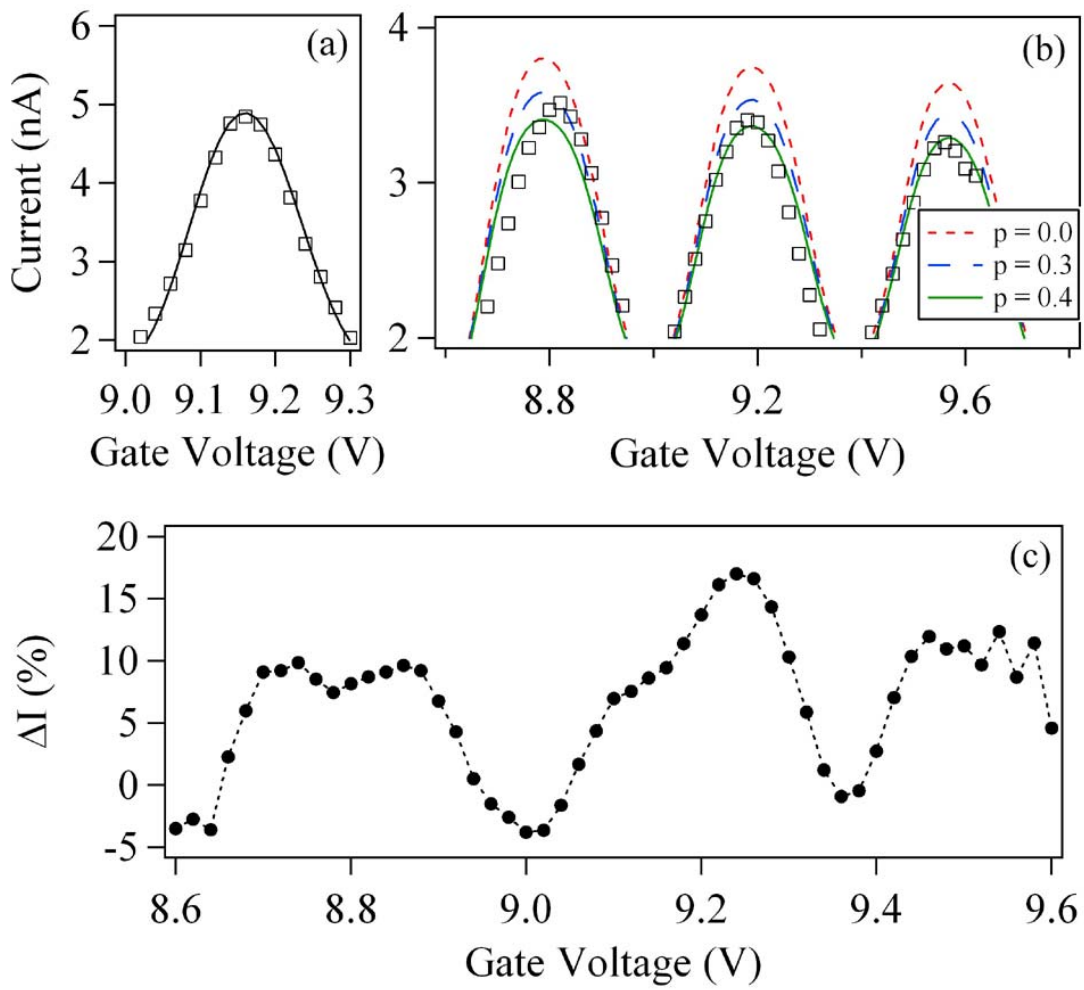 (a)
6
5
4
3
2
Current (nA)
9.0 9.1 9.2 9.3
Gate Voltage (V)
(b)
4
3
2
p = 0.0
p = 0.3
p = 0.4
8.8 9.2 9.6
Gate Voltage (V)
(c)
20
15
10
5
0
-5
ΔI (%)
8.6 8.8 9.0 9.2 9.4 9.6
Gate Voltage (V)